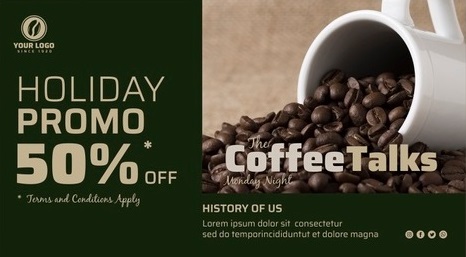 YOUR LOGO
SINCE 1920
HOLIDAY
PROMO
50%*
OFF
* Terms and Conditions Apply
The
CoffeeTalks
Monday Night
HISTORY OF US
Lorem ipsum dolor sit consectetur
sed do temporincididuntut et dolore magna